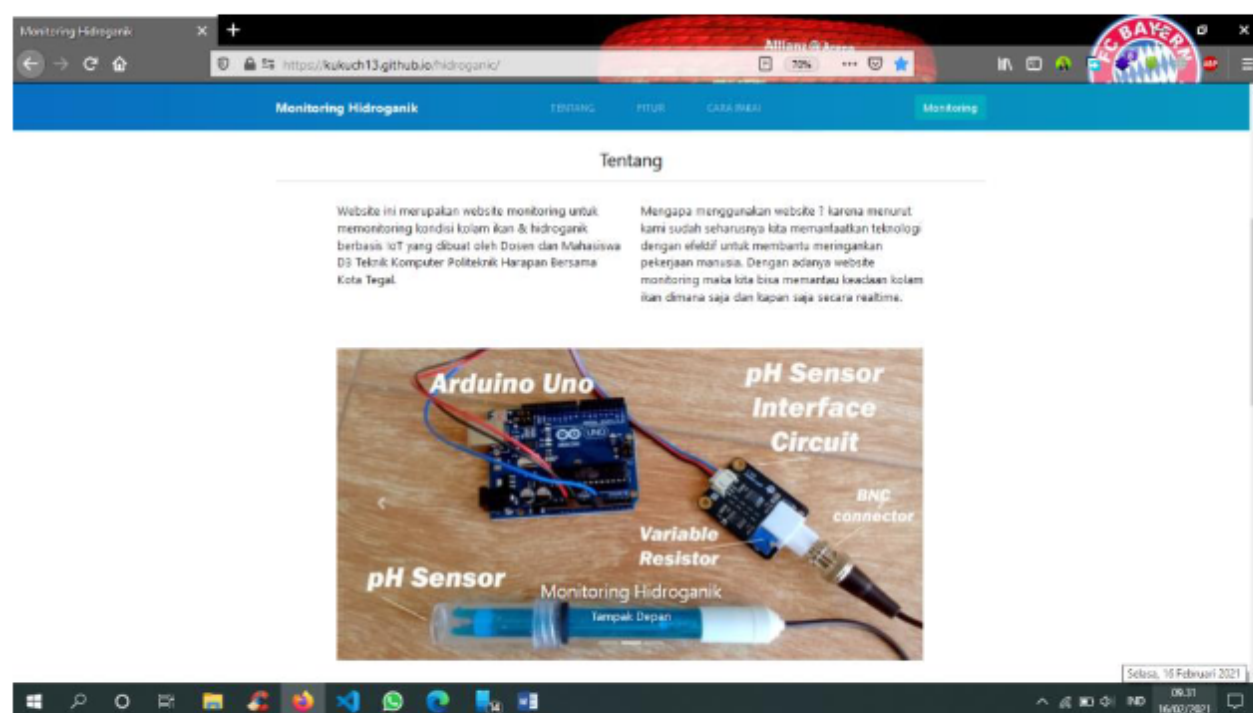 Monitoring Hidroganik
https://kukuch13.github.io/hidroganic/
70%
Allianz Arena
FC BAYERN
ABP
Monitoring Hidroganik
TENTANG
FITUR
CARA PAKAI
Monitoring
Tentang
Website ini merupakan website monitoring untuk
memonitoring kondisi kolam ikan & hidroganik
berbasis IoT yang dibuat oleh Dosen dan Mahasiswa
D3 Teknik Komputer Politeknik Harapan Bersama
Kota Tegal.
Mengapa menggunakan website ? karena menurut
kami sudah seharusnya kita memanfaatkan teknologi
dengan efektif untuk membantu meringankan
pekerjaan manusia. Dengan adanya website
monitoring maka kita bisa memantau keadaan kolam
ikan dimana saja dan kapan saja secara realtime.
Arduino Uno
UNO
pH Sensor
Interface
Circuit
BNC
connector
Variable
Resistor
pH Sensor
Monitoring Hidroganik
Tampak Depan
Selasa, 16 Februari 2021
IND
09.31
16/02/2021